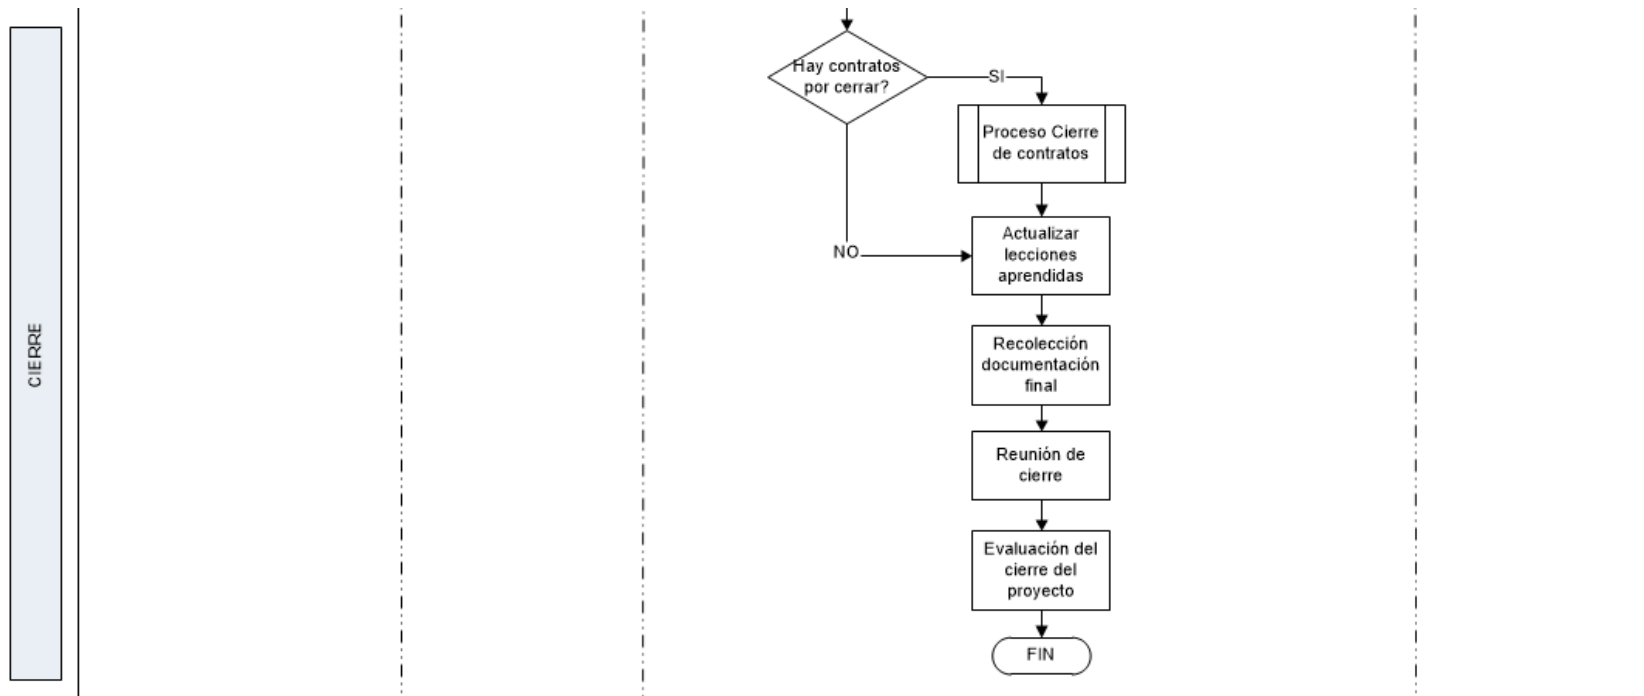 CIERRE
Hay contratos
por cerrar?
SI
Proceso Cierre
de contratos
NO
Actualizar
lecciones
aprendidas
Recolección
documentación
final
Reunión de
cierre
Evaluación del
cierre del
proyecto
FIN